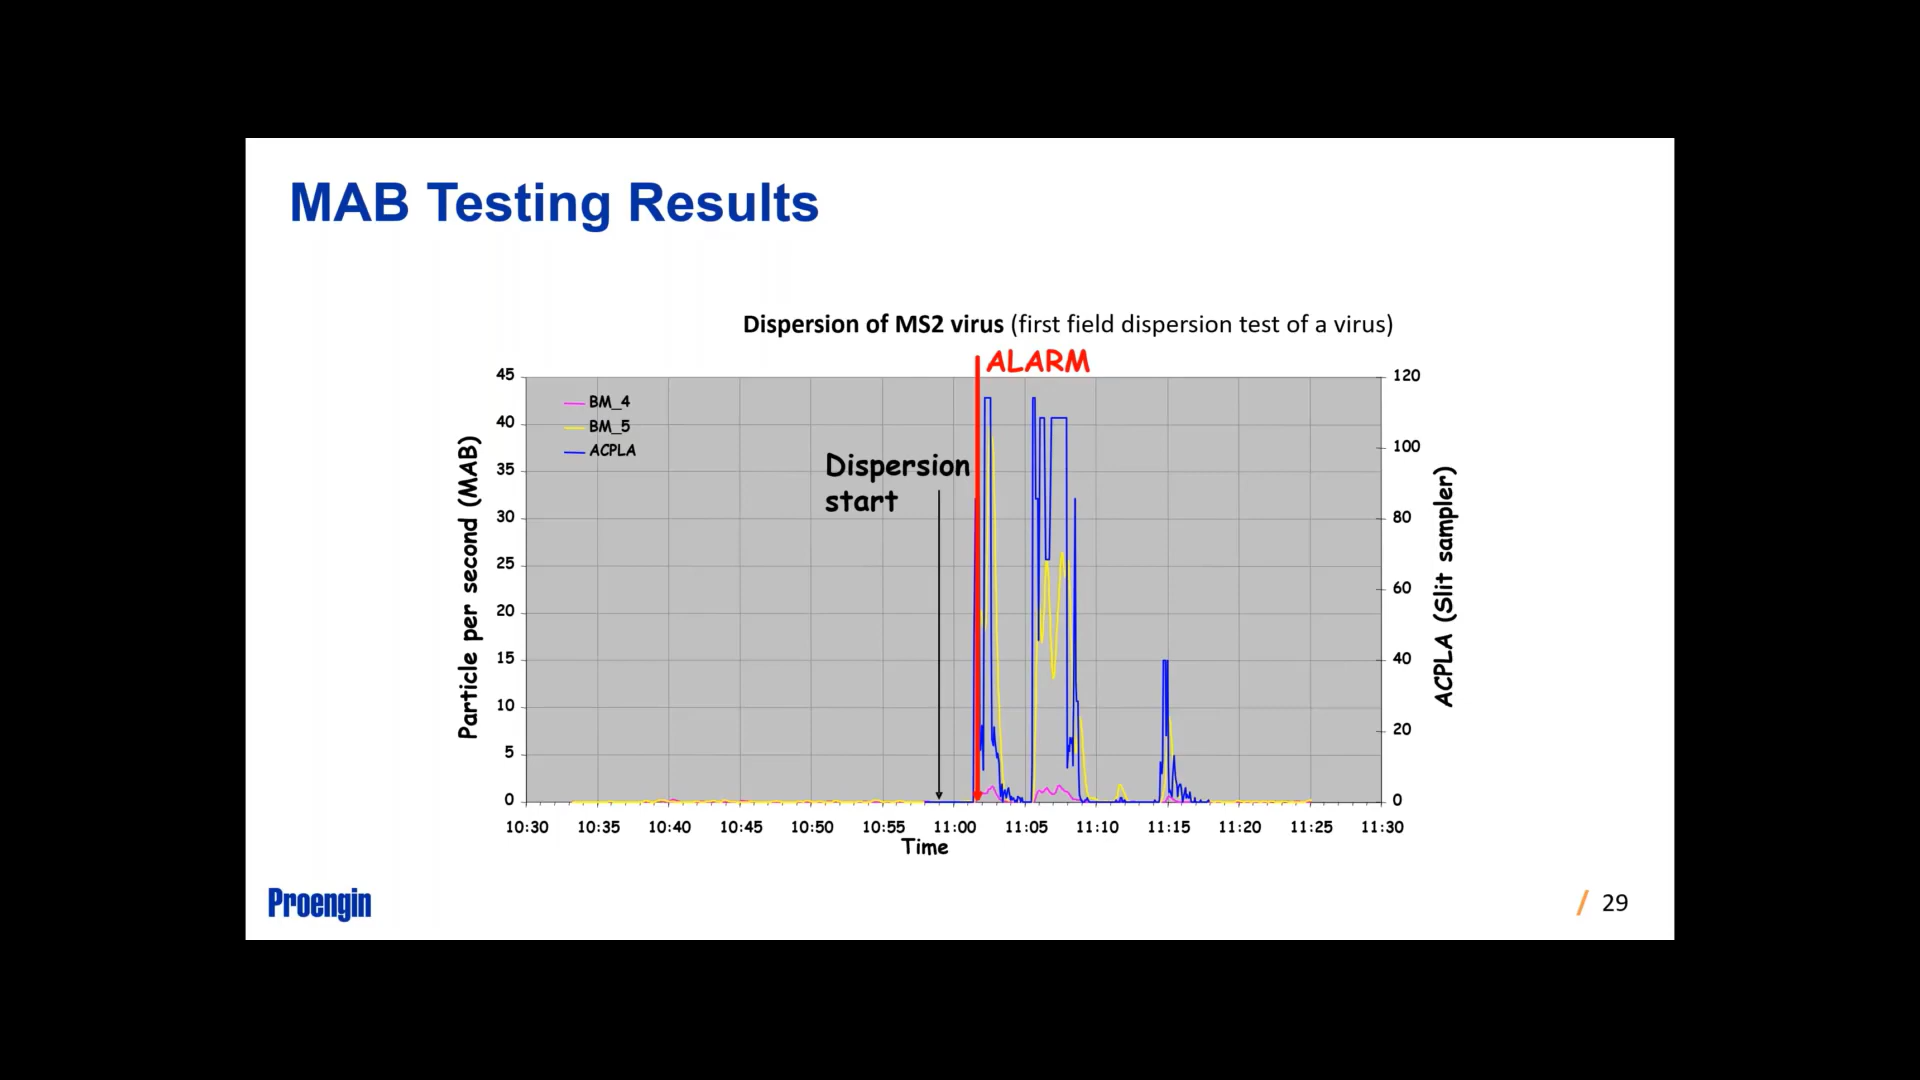 MAB Testing Results
Dispersion of MS2 virus (first field dispersion test of a virus)
ALARM
45
40
35
30
25
20
15
10
5
0
BM_4
BM_5
ACPLA
Dispersion
start
120
100
80
60
40
20
0
Particle per second (MAB)
ACPLA (Slit sampler)
10:30 10:35 10:40 10:45 10:50 10:55 11:00 11:05 11:10 11:15 11:20 11:25 11:30
Time
Proengin
/ 29